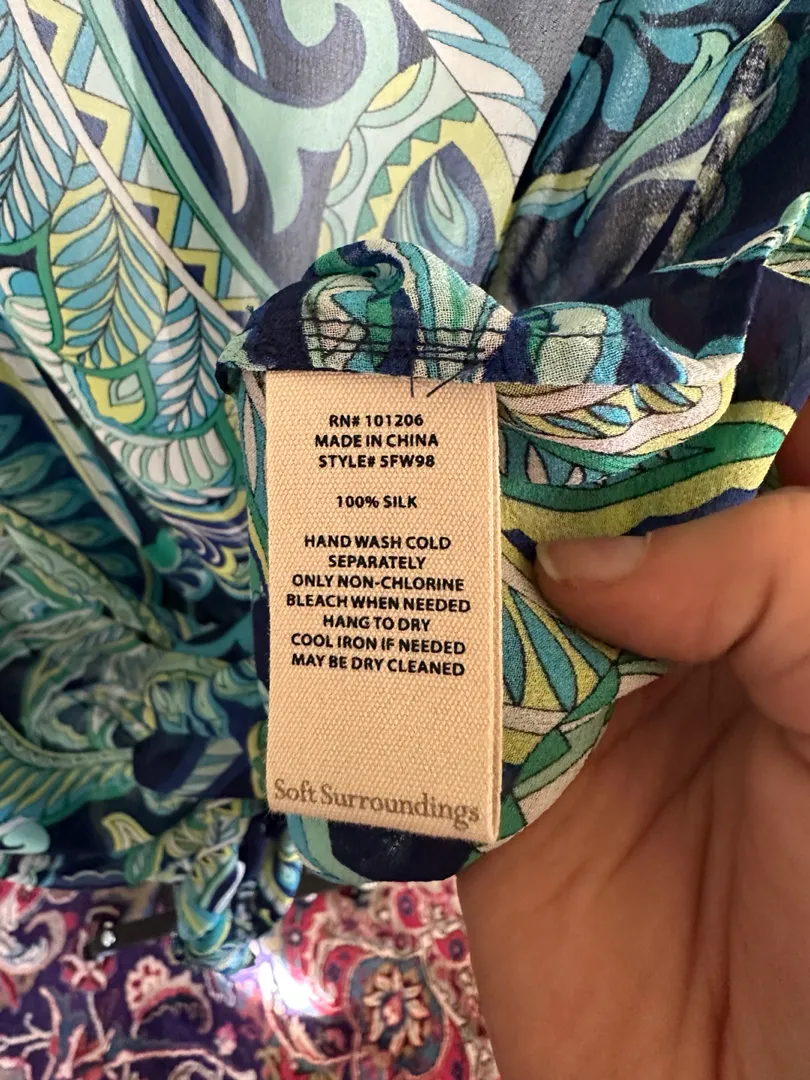 RN# 101206
MADE IN CHINA
STYLE# 5FW98
100% SILK
HAND WASH COLD
SEPARATELY
ONLY NON-CHLORINE
BLEACH WHEN NEEDED
HANG TO DRY
COOL IRON IF NEEDED
MAY BE DRY CLEANED
Soft Surroundings